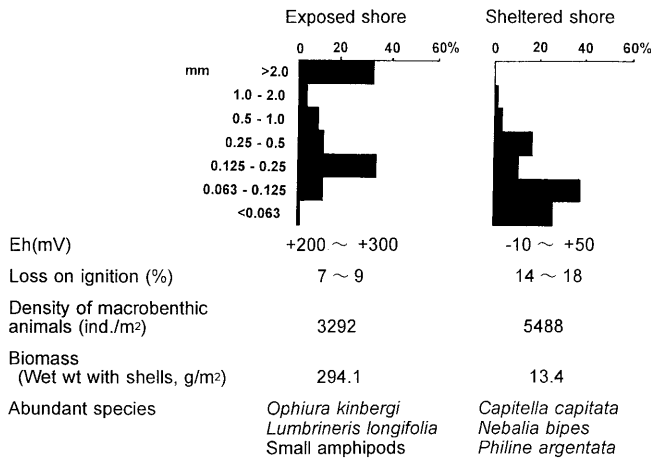 Exposed shore Sheltered shore
0 20 40 60% 0 20 40 60%
mm >2.0
1.0 - 2.0
0.5 - 1.0
0.25 - 0.5
0.125 - 0.25
0.063 - 0.125
<0.063
Eh(mV) +200 ～ +300 -10 ～ +50
Loss on ignition (%) 7 ～ 9 14 ～ 18
Density of macrobenthic
animals (ind./m2) 3292 5488
Biomass
(Wet wt with shells, g/m2) 294.1 13.4
Abundant species Ophiura kinbergi Capitella capitata
Lumbrineris longifolia Nebalia bipes
Small amphipods Philine argentata